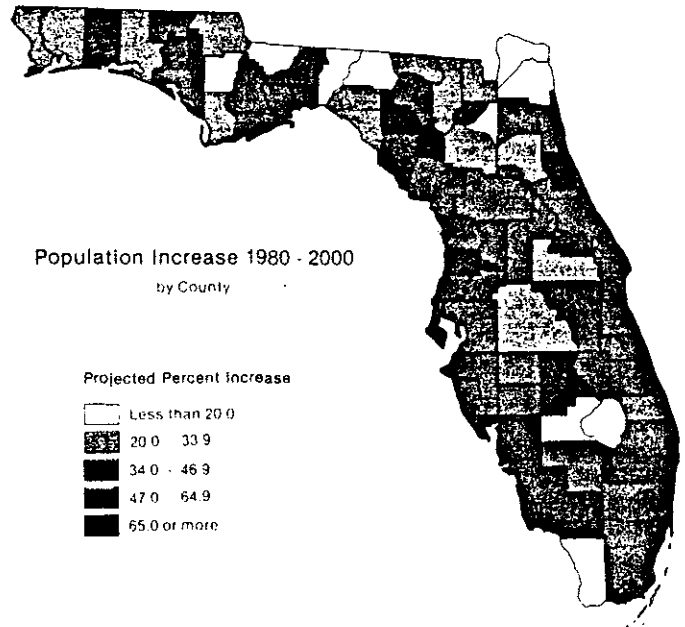 Population Increase 1980 - 2000
by County
Projected Percent Increase
Less than 20.0
20.0 33.9
34.0 - 46.9
47.0 64.9
65.0 or more